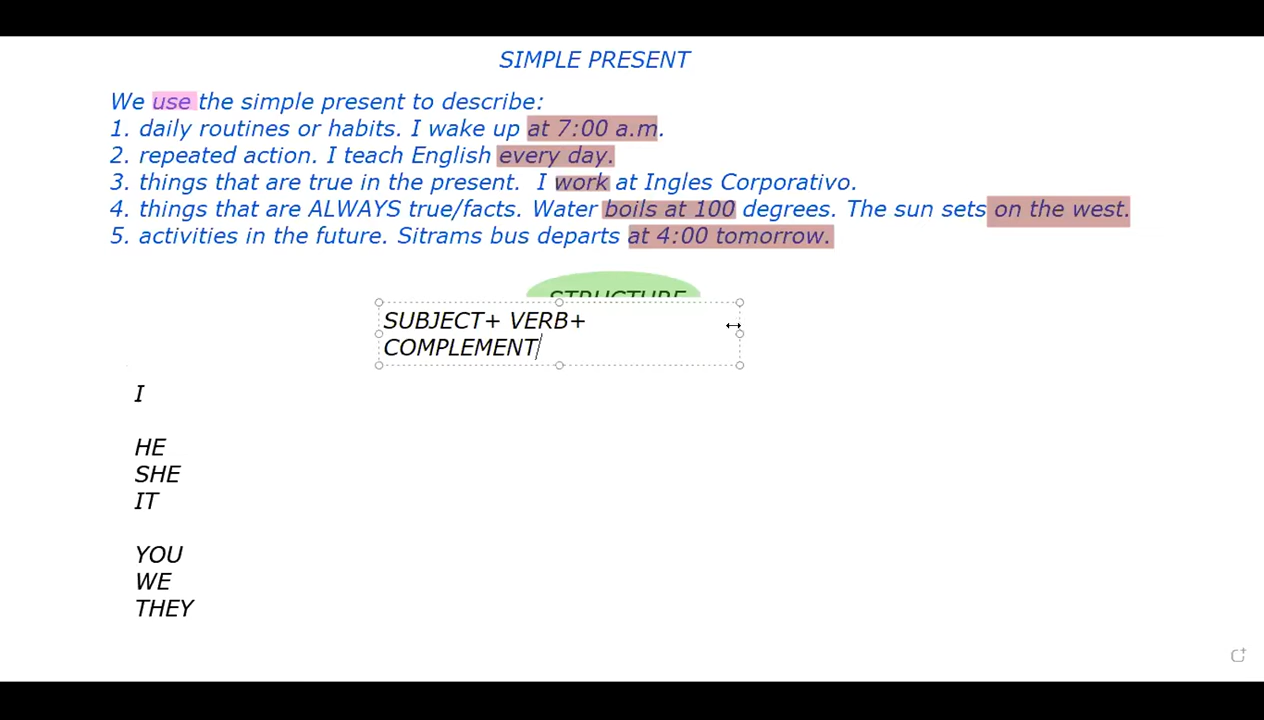 SIMPLE PRESENT
We use the simple present to describe:
1. daily routines or habits. I wake up at 7:00 a.m.
2. repeated action. I teach English every day.
3. things that are true in the present.  I work at Ingles Corporativo.
4. things that are ALWAYS true/facts. Water boils at 100 degrees. The sun sets on the west.
5. activities in the future. Sitrams bus departs at 4:00 tomorrow.
STRUCTURE
SUBJECT+ VERB+
COMPLEMENT
I
HE
SHE
IT
YOU
WE
THEY